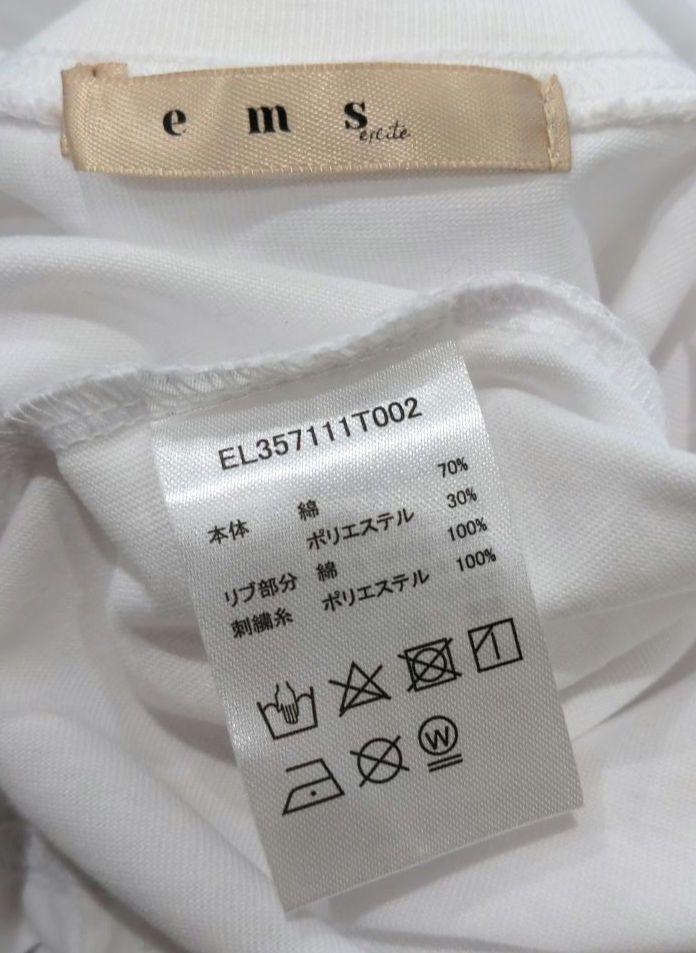 e m s
excite
EL357111T002
本体 綿 70%
ポリエステル 30%
リブ部分 綿 100%
刺繍糸 ポリエステル 100%
W